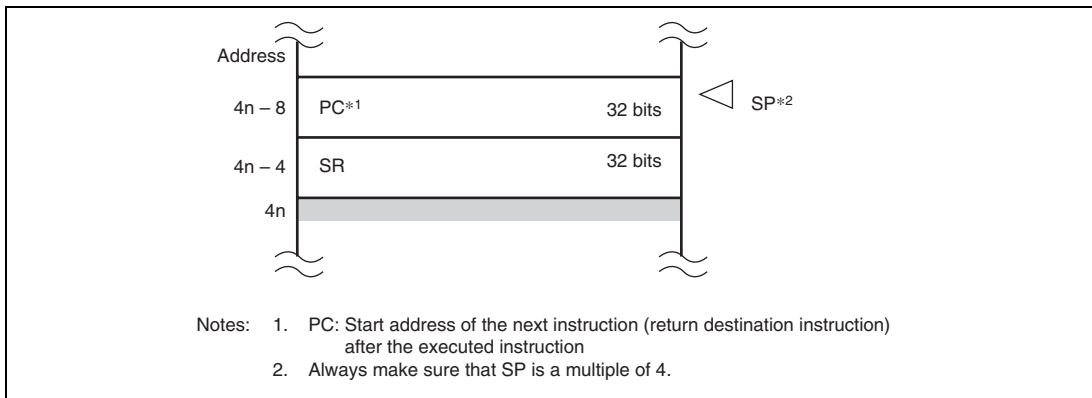 Address
4n – 8 PC*1 32 bits SP*2
4n – 4 SR 32 bits
4n
Notes: 1. PC: Start address of the next instruction (return destination instruction)
after the executed instruction
2. Always make sure that SP is a multiple of 4.